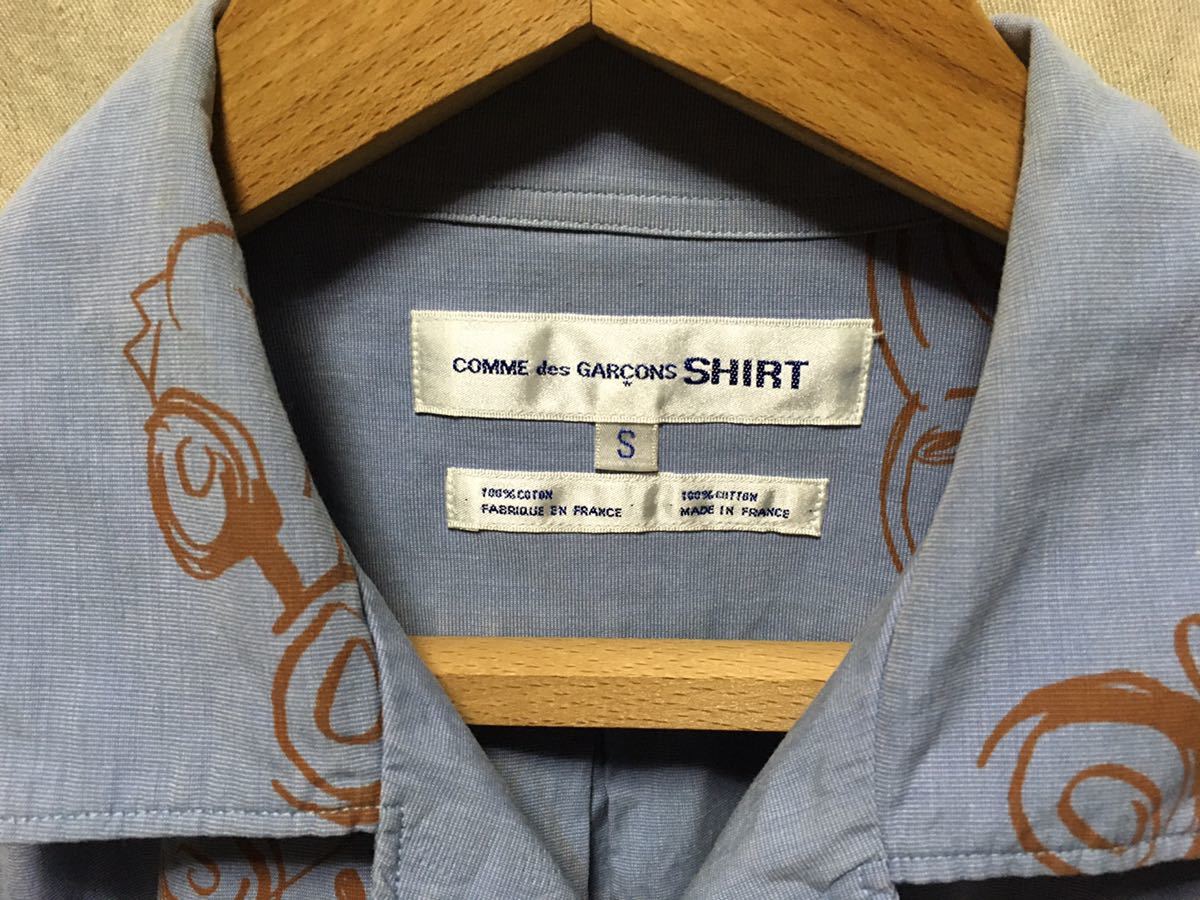 COMME des GARÇONS SHIRT
S
100% COTON
FABRIQUE EN FRANCE
100% COTTON
MADE IN FRANCE